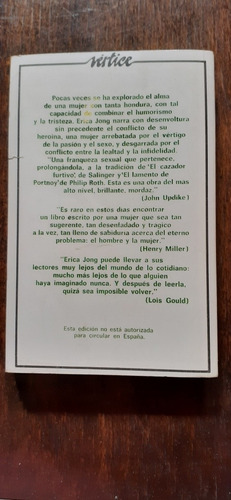 vértice
Pocas veces se ha explorado el alma
de una mujer con tanta hondura, con tal
capacidad de combinar el humorismo
y la tristeza. Erica Jong narra con desenvoltura
sin precedente el conflicto de su
heroína, una mujer arrebatada por el vértigo
de la pasión y el sexo, y desgarrada por el
conflicto entre la lealtad y la infidelidad.
"Una franqueza sexual que pertenece,
prolongándola, a la tradición de 'El cazador
furtivo', de Salinger y 'El lamento de
Portnoy' de Philip Roth. Esta es una obra del mas
alto nivel, brillante, mordaz."
(John Updike)
"Es raro en estos días encontrar
un libro escrito por una mujer que sea tan
sugerente, tan desenfadado y trágico
a la vez, tan lleno de sabiduría acerca del eterno
problema: el hombre y la mujer."
(Henry Miller)
"Erica Jong puede llevar a sus
lectores muy lejos del mundo de lo cotidiano:
mucho más lejos de lo que alguien
haya imaginado nunca. Y después de leerla,
quizá sea imposible volver."
(Lois Gould)
Esta edición no está autorizada
para circular en España.